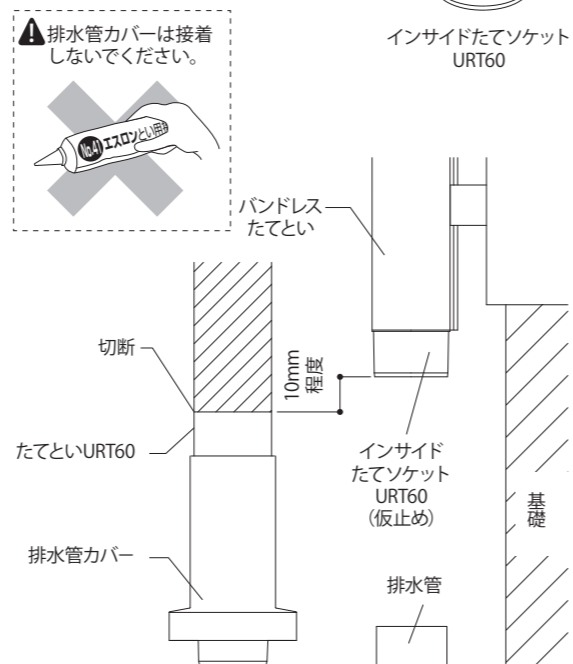 排水管カバーは接着
しないでください。
No.41 エスロンとい用
インサイドたてソケット
URT60
バンドレス
たてとい
切断
10mm
程度
たてといURT60
インサイド
たてソケット
URT60
（仮止め）
基礎
排水管カバー
排水管